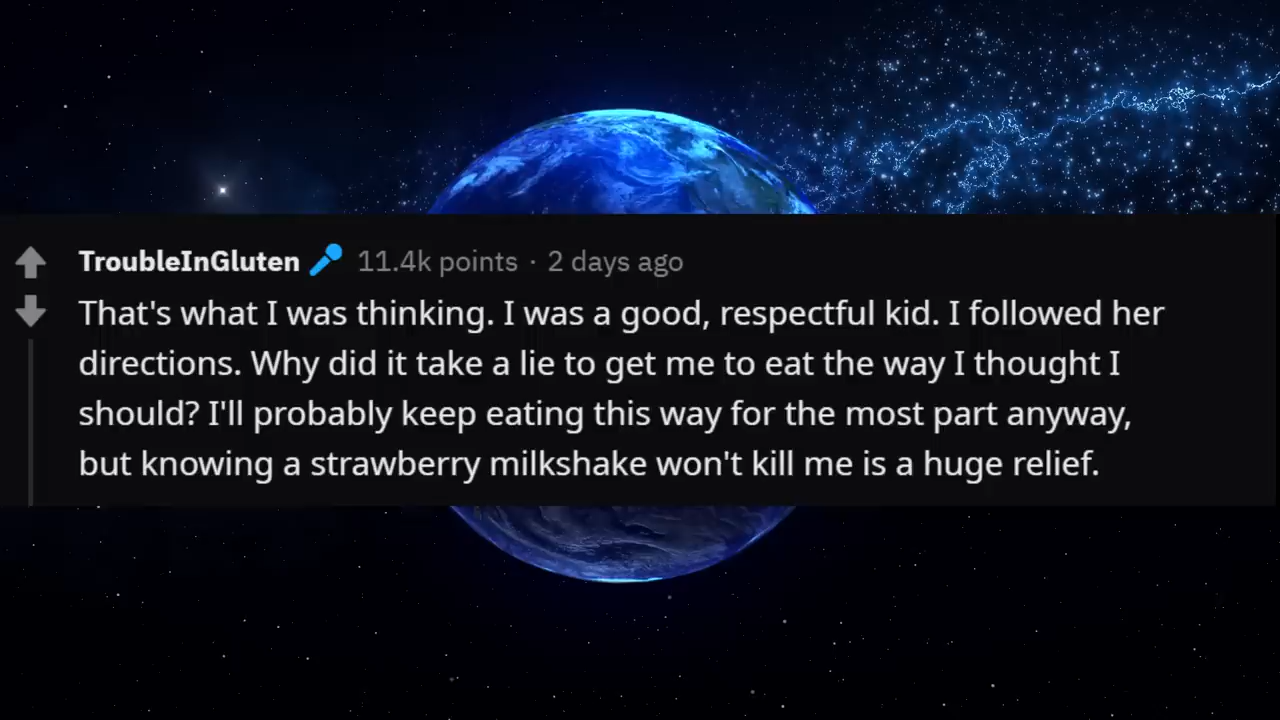 TroubleInGluten 11.4k points · 2 days ago
That's what I was thinking. I was a good, respectful kid. I followed her
directions. Why did it take a lie to get me to eat the way I thought I
should? I'll probably keep eating this way for the most part anyway,
but knowing a strawberry milkshake won't kill me is a huge relief.